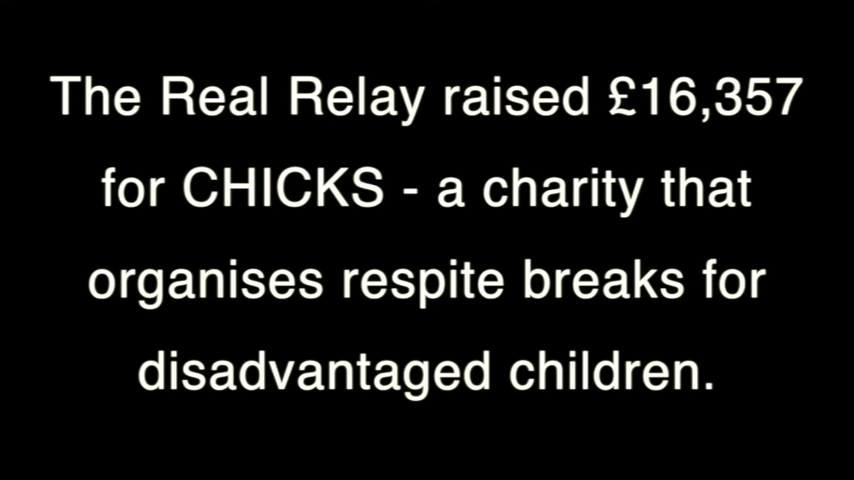 The Real Relay raised £16,357
for CHICKS - a charity that
organises respite breaks for
disadvantaged children.